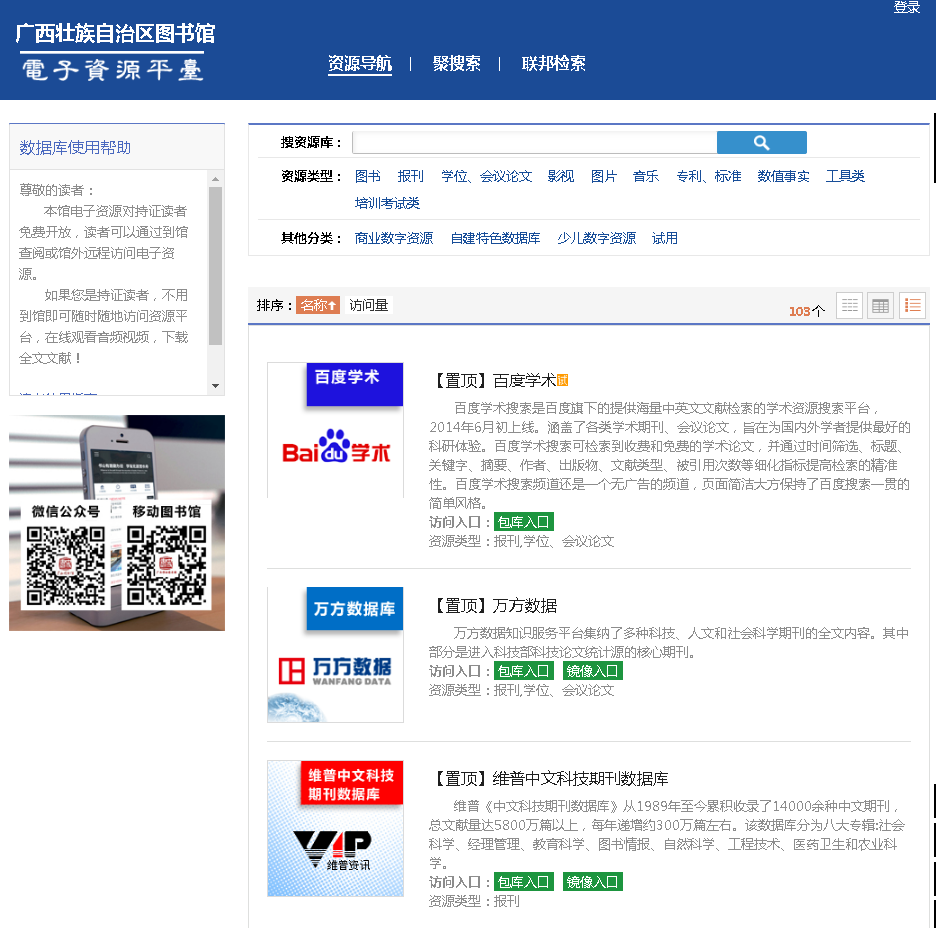 登录
广西壮族自治区图书馆
電子資源平臺
资源导航 | 聚搜索 | 联邦检索
数据库使用帮助
尊敬的读者：
本馆电子资源对持证读者
免费开放，读者可以通过到馆
查阅或馆外远程访问电子资
源。
如果您是持证读者，不用
到馆即可随时随地访问资源平
台，在线观看音频视频，下载
全文文献！
微信公众号 移动图书馆
搜资源库：
资源类型： 图书 报刊 学位、会议论文 影视 图片 音乐 专利、标准 数值事实 工具类
培训考试类
其他分类： 商业数字资源 自建特色数据库 少儿数字资源 试用
排序： 名称↑ 访问量
103个
百度学术
Bai du 学术
【置顶】百度学术 试
百度学术搜索是百度旗下的提供海量中英文文献检索的学术资源搜索平台，
2014年6月初上线。涵盖了各类学术期刊、会议论文，旨在为国内外学者提供最好的
科研体验。百度学术搜索可检索到收费和免费的学术论文，并通过时间筛选、标题、
关键字、摘要、作者、出版物、文献类型、被引用次数等细化指标提高检索的精准
性。百度学术搜索频道还是一个无广告的频道，页面简洁大方保持了百度搜索一贯的
简单风格。
访问入口：包库入口
资源类型：报刊,学位、会议论文
万方数据库
万方数据
WANFANG DATA
【置顶】万方数据
万方数据知识服务平台集纳了多种科技、人文和社会科学期刊的全文内容。其中
部分是进入科技部科技论文统计源的核心期刊。
访问入口：包库入口 镜像入口
资源类型：报刊,学位、会议论文
维普中文科技
期刊数据库
VIP
维普资讯
【置顶】维普中文科技期刊数据库
维普《中文科技期刊数据库》从1989年至今累积收录了14000余种中文期刊，
总文献量达5800万篇以上，每年递增约300万篇左右。该数据库分为八大专辑:社会
科学、经理管理、教育科学、图书情报、自然科学、工程技术、医药卫生和农业科
学。
访问入口：包库入口 镜像入口
资源类型：报刊